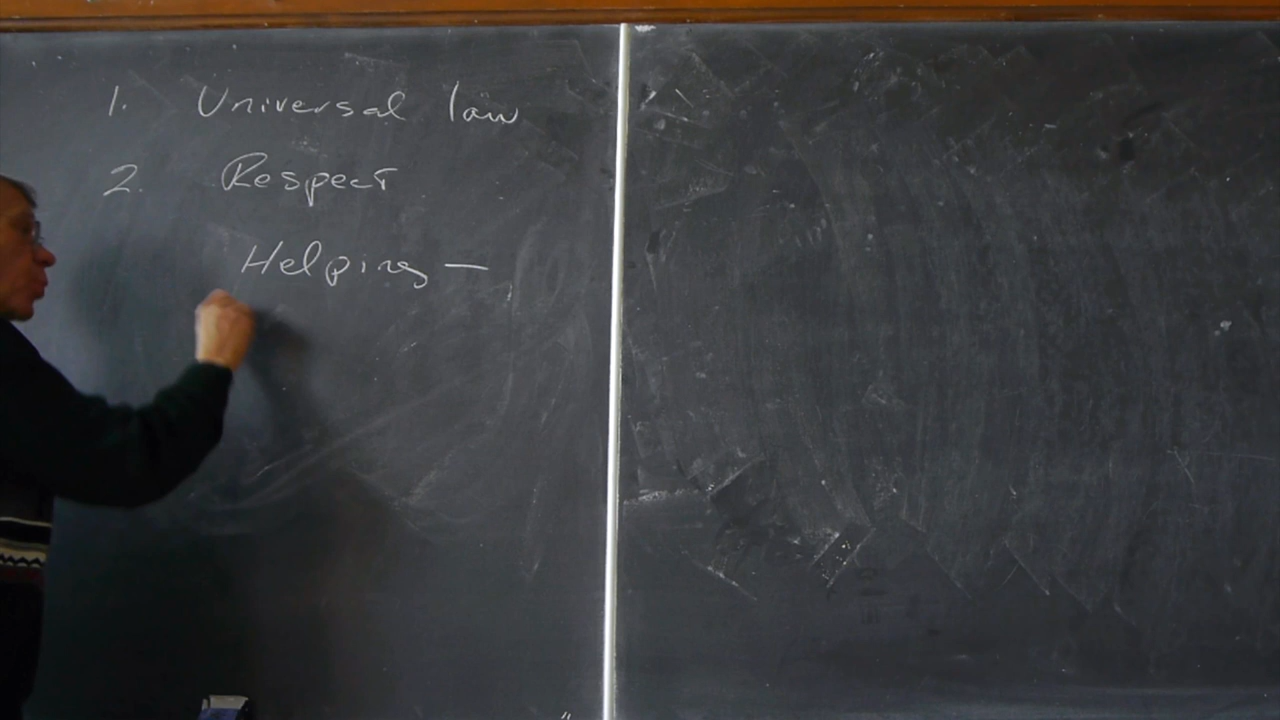 1. Universal law
2. Respect
Helping –